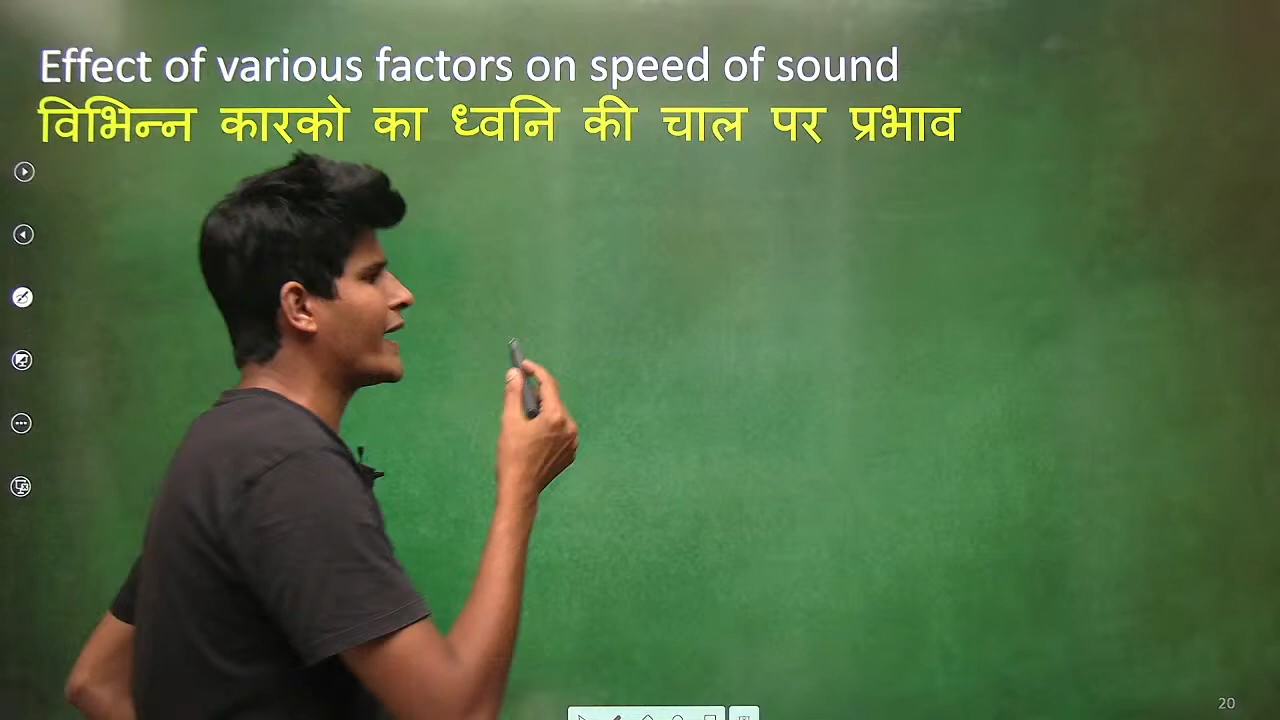 Effect of various factors on speed of sound
विभिन्न कारको का ध्वनि की चाल पर प्रभाव
20